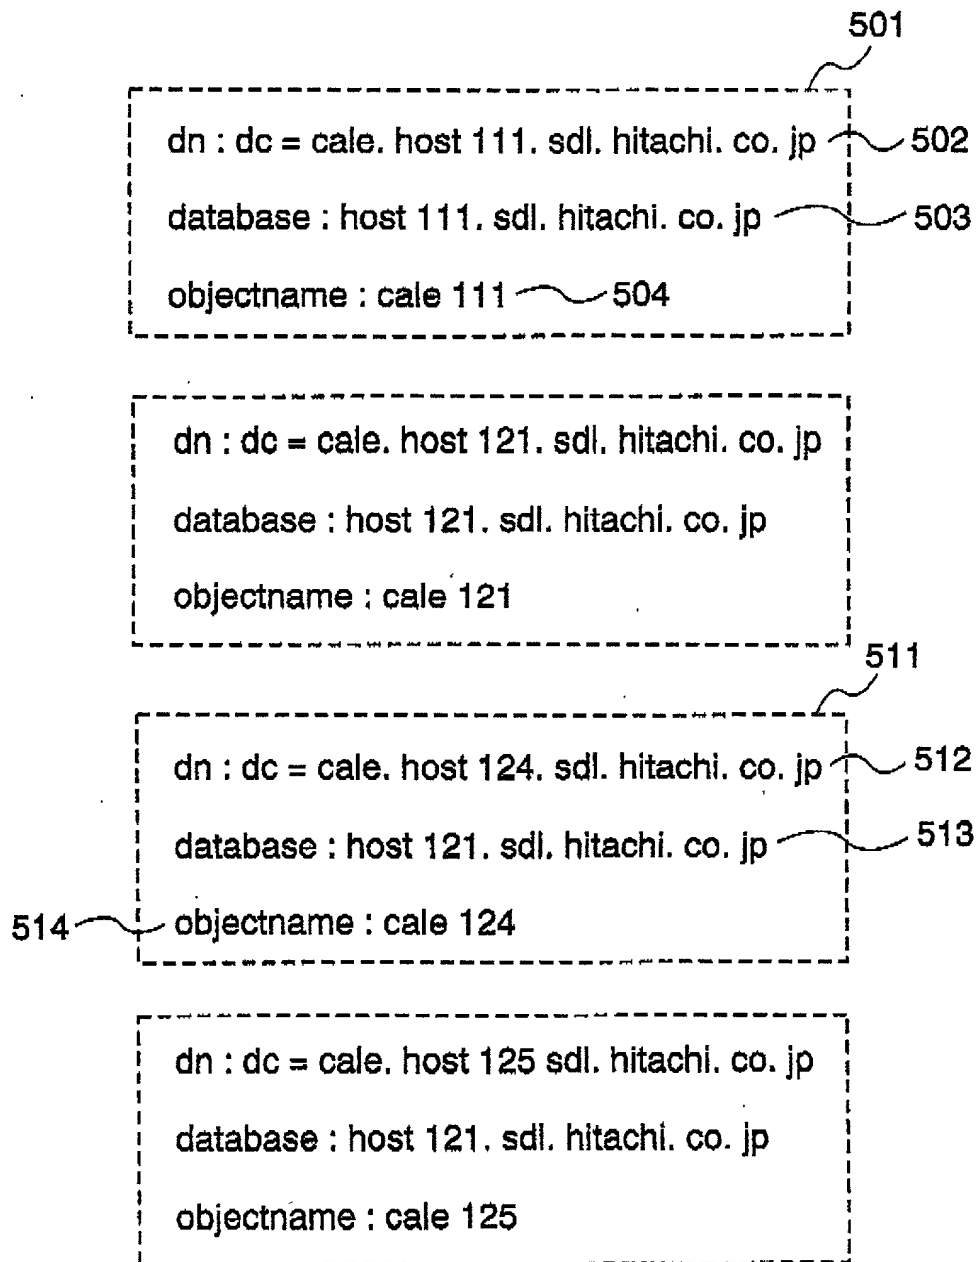 501
dn : dc = cale. host 111. sdl. hitachi. co. jp 502
database : host 111. sdl. hitachi. co. jp 503
objectname : cale 111 504
dn : dc = cale. host 121. sdl. hitachi. co. jp
database : host 121. sdl. hitachi. co. jp
objectname : cale 121
511
dn : dc = cale. host 124. sdl. hitachi. co. jp 512
database : host 121. sdl. hitachi. co. jp 513
514 objectname : cale 124
dn : dc = cale. host 125 sdl. hitachi. co. jp
database : host 121. sdl. hitachi. co. jp
objectname : cale 125